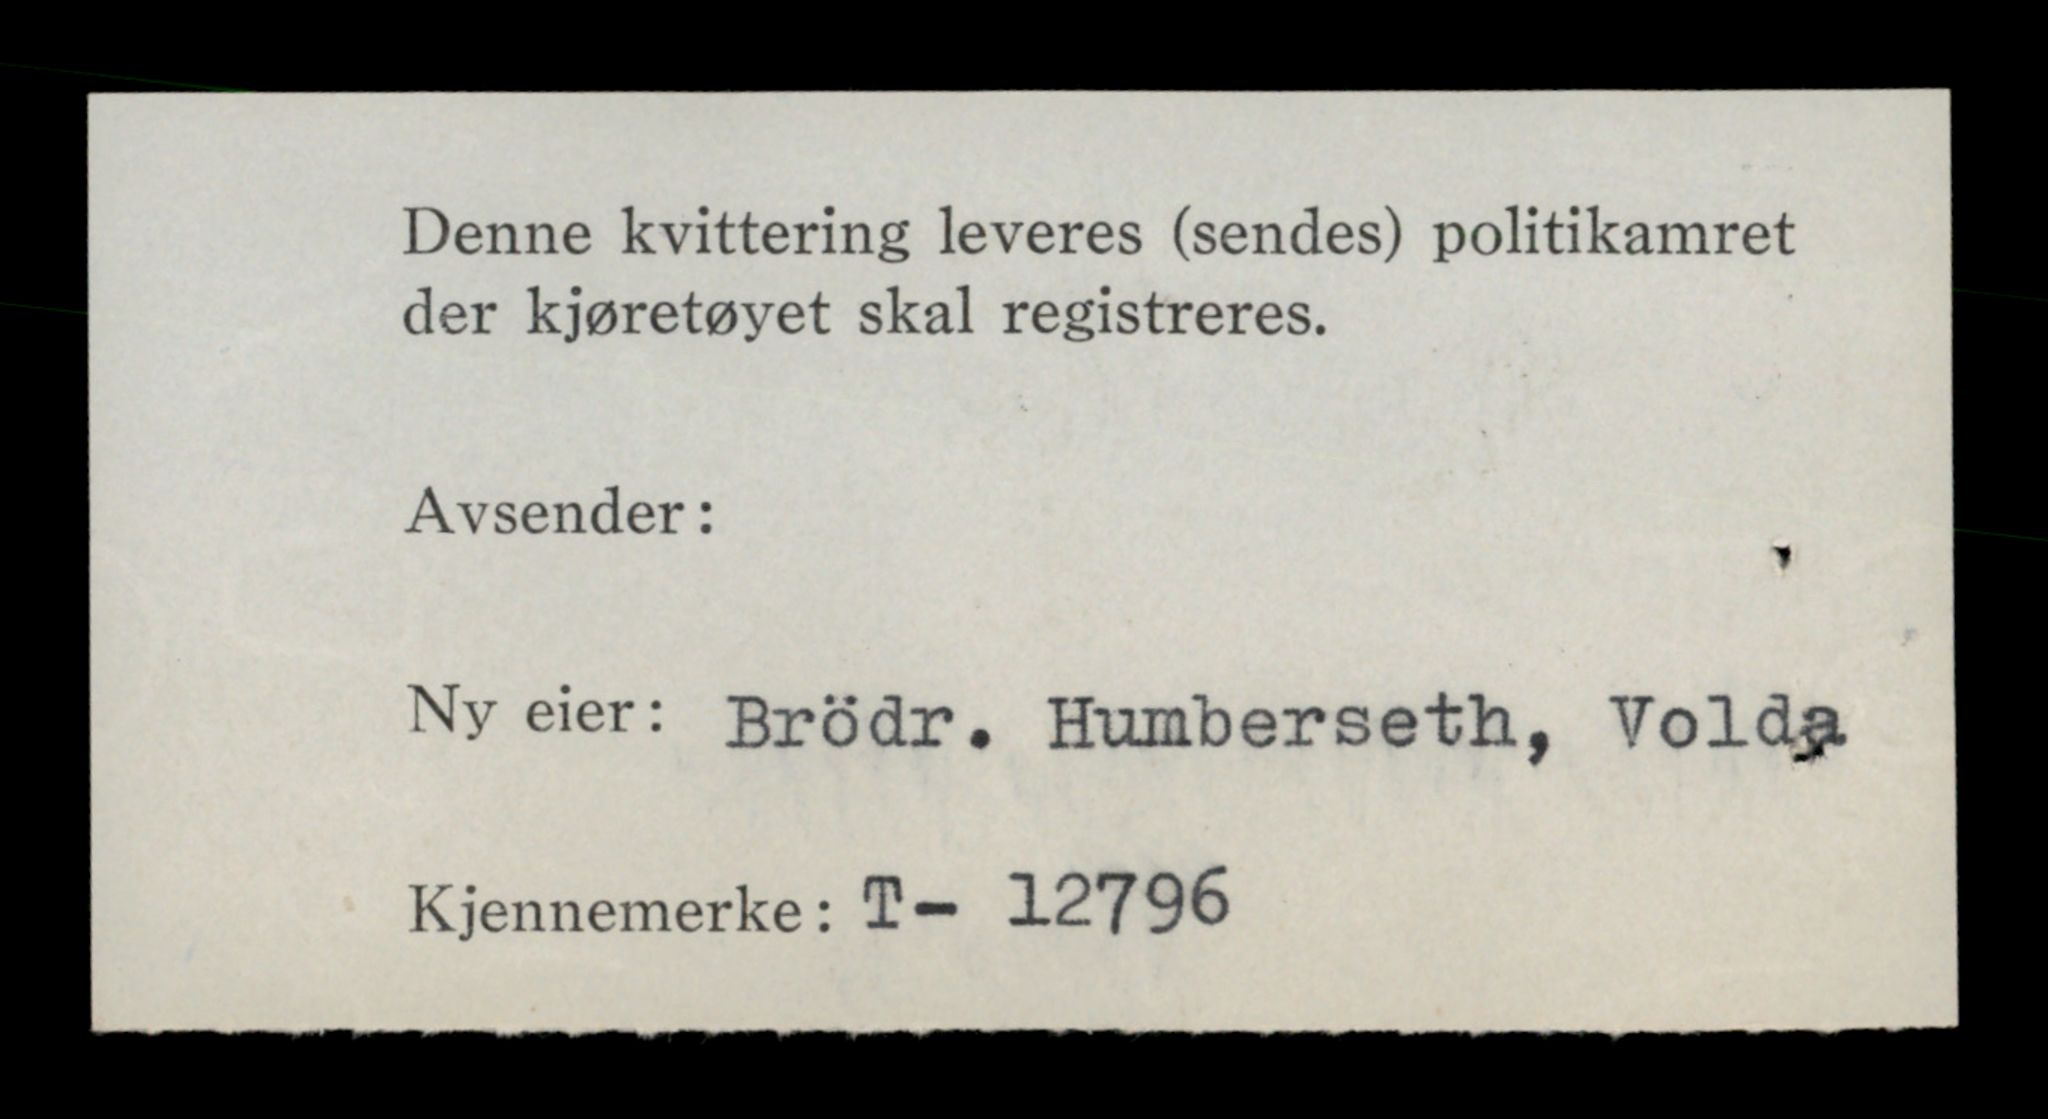 Denne kvittering leveres (sendes) politikamret
der kjøretøyet skal registreres.
Avsender:
Ny eier: Brödr. Humberseth, Volda
Kjennemerke: T- 12796